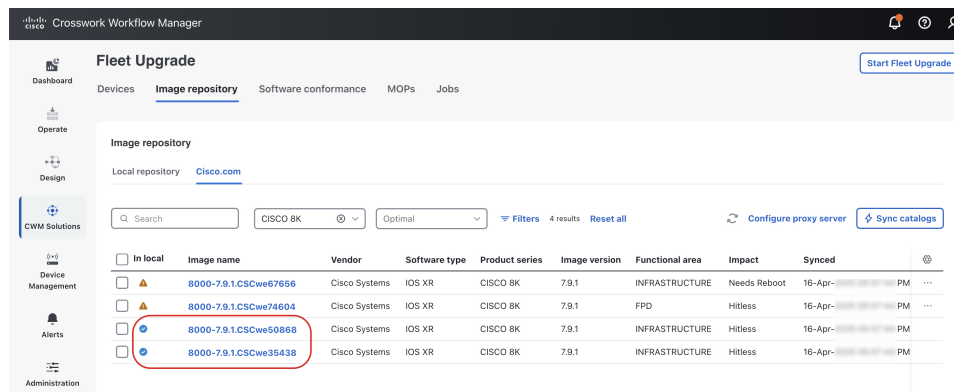 cisco Crosswork Workflow Manager
Dashboard
Operate
Design
CWM Solutions
Device
Management
Alerts
Administration
Fleet Upgrade
Start Fleet Upgrade
Devices Image repository Software conformance MOPs Jobs
Image repository
Local repository Cisco.com
Search CISCO 8K Optimal Filters 4 results Reset all Configure proxy server Sync catalogs
In local Image name Vendor Software type Product series Image version Functional area Impact Synced
8000-7.9.1.CSCwe67656 Cisco Systems IOS XR CISCO 8K 7.9.1 INFRASTRUCTURE Needs Reboot 16-Apr- PM
8000-7.9.1.CSCwe74604 Cisco Systems IOS XR CISCO 8K 7.9.1 FPD Hitless 16-Apr- PM
8000-7.9.1.CSCwe50868 Cisco Systems IOS XR CISCO 8K 7.9.1 INFRASTRUCTURE Hitless 16-Apr- PM
8000-7.9.1.CSCwe35438 Cisco Systems IOS XR CISCO 8K 7.9.1 INFRASTRUCTURE Hitless 16-Apr- PM